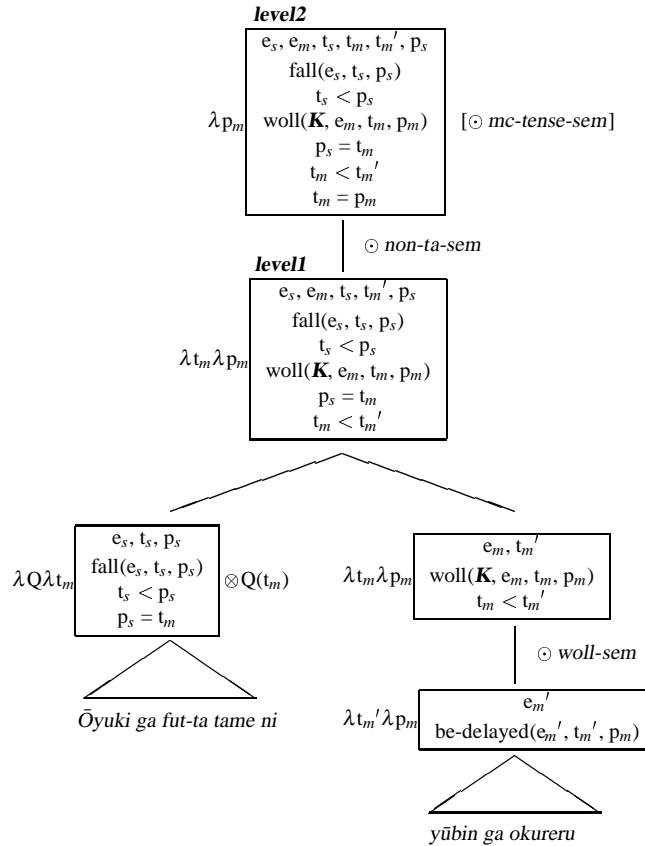 level2
e_s, e_m, t_s, t_m, t_m′, p_s
fall(e_s, t_s, p_s)
t_s < p_s
λp_m woll(K, e_m, t_m, p_m) [⊙ mc-tense-sem]
p_s = t_m
t_m < t_m′
t_m = p_m
⊙ non-ta-sem
level1
e_s, e_m, t_s, t_m′, p_s
fall(e_s, t_s, p_s)
t_s < p_s
λt_mλp_m woll(K, e_m, t_m, p_m)
p_s = t_m
t_m < t_m′
e_s, t_s, p_s
λQλt_m fall(e_s, t_s, p_s) ⊗Q(t_m)
t_s < p_s
p_s = t_m
Ōyuki ga fut-ta tame ni
e_m, t_m′
λt_mλp_m woll(K, e_m, t_m, p_m)
t_m < t_m′
⊙ woll-sem
e_m′
λt_m′λp_m be-delayed(e_m′, t_m′, p_m)
yūbin ga okureru